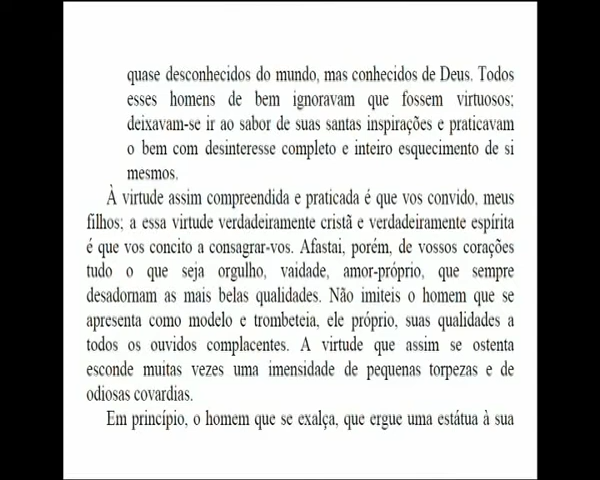 quase desconhecidos do mundo, mas conhecidos de Deus. Todos
esses homens de bem ignoravam que fossem virtuosos;
deixavam-se ir ao sabor de suas santas inspirações e praticavam
o bem com desinteresse completo e inteiro esquecimento de si
mesmos.
À virtude assim compreendida e praticada é que vos convido, meus
filhos; a essa virtude verdadeiramente cristã e verdadeiramente espírita
é que vos concito a consagrar-vos. Afastai, porém, de vossos corações
tudo o que seja orgulho, vaidade, amor-próprio, que sempre
desadornam as mais belas qualidades. Não imiteis o homem que se
apresenta como modelo e trombeteia, ele próprio, suas qualidades a
todos os ouvidos complacentes. A virtude que assim se ostenta
esconde muitas vezes uma imensidade de pequenas torpezas e de
odiosas covardias.
Em princípio, o homem que se exalça, que ergue uma estátua à sua